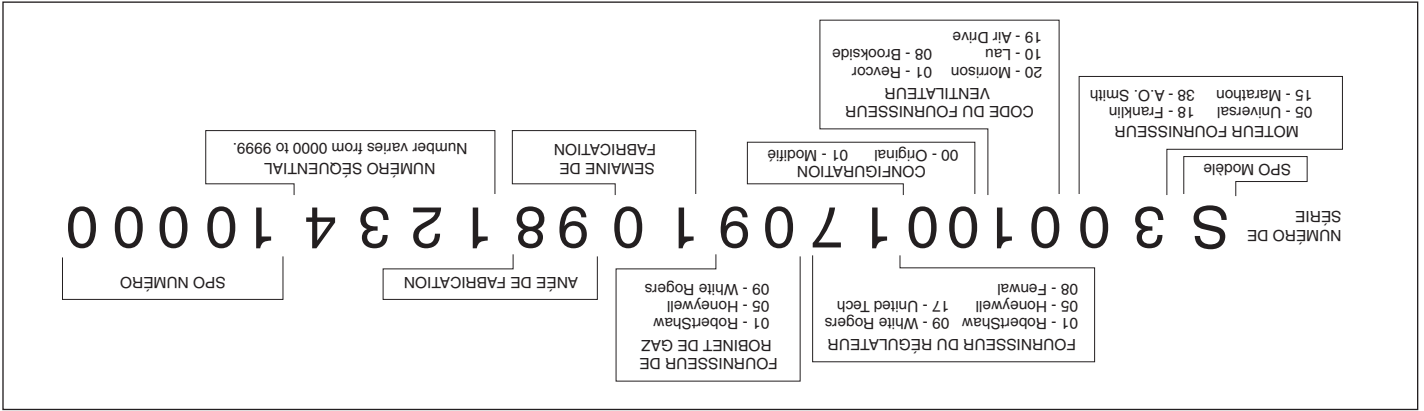 FOURNISSEUR DU RÉGULATEUR
01 - RobertShaw 09 - White Rogers
05 - Honeywell 17 - United Tech
08 - Fenwal
FOURNISSEUR DE
ROBINET DE GAZ
01 - RobertShaw
05 - Honeywell
09 - White Rogers
ANÉE DE FABRICATION
SPO NUMÉRO
NUMÉRO DE
SÉRIE
S 3 0 0 1 0 0 1 7 0 9 1 0 9 8 1 2 3 4 1 0 0 0 0
SPO Modèle
MOTEUR FOURNISSEUR
05 - Universal 18 - Franklin
15 - Marathon 38 - A.O. Smith
CONFIGURATION
00 - Original 01 - Modifié
CODE DU FOURNISSEUR
VENTILATEUR
20 - Morrison 01 - Revcor
10 - Lau 08 - Brookside
19 - Air Drive
SEMAINE DE
FABRICATION
NUMÉRO SÉQUENTIAL
Number varies from 0000 to 9999.